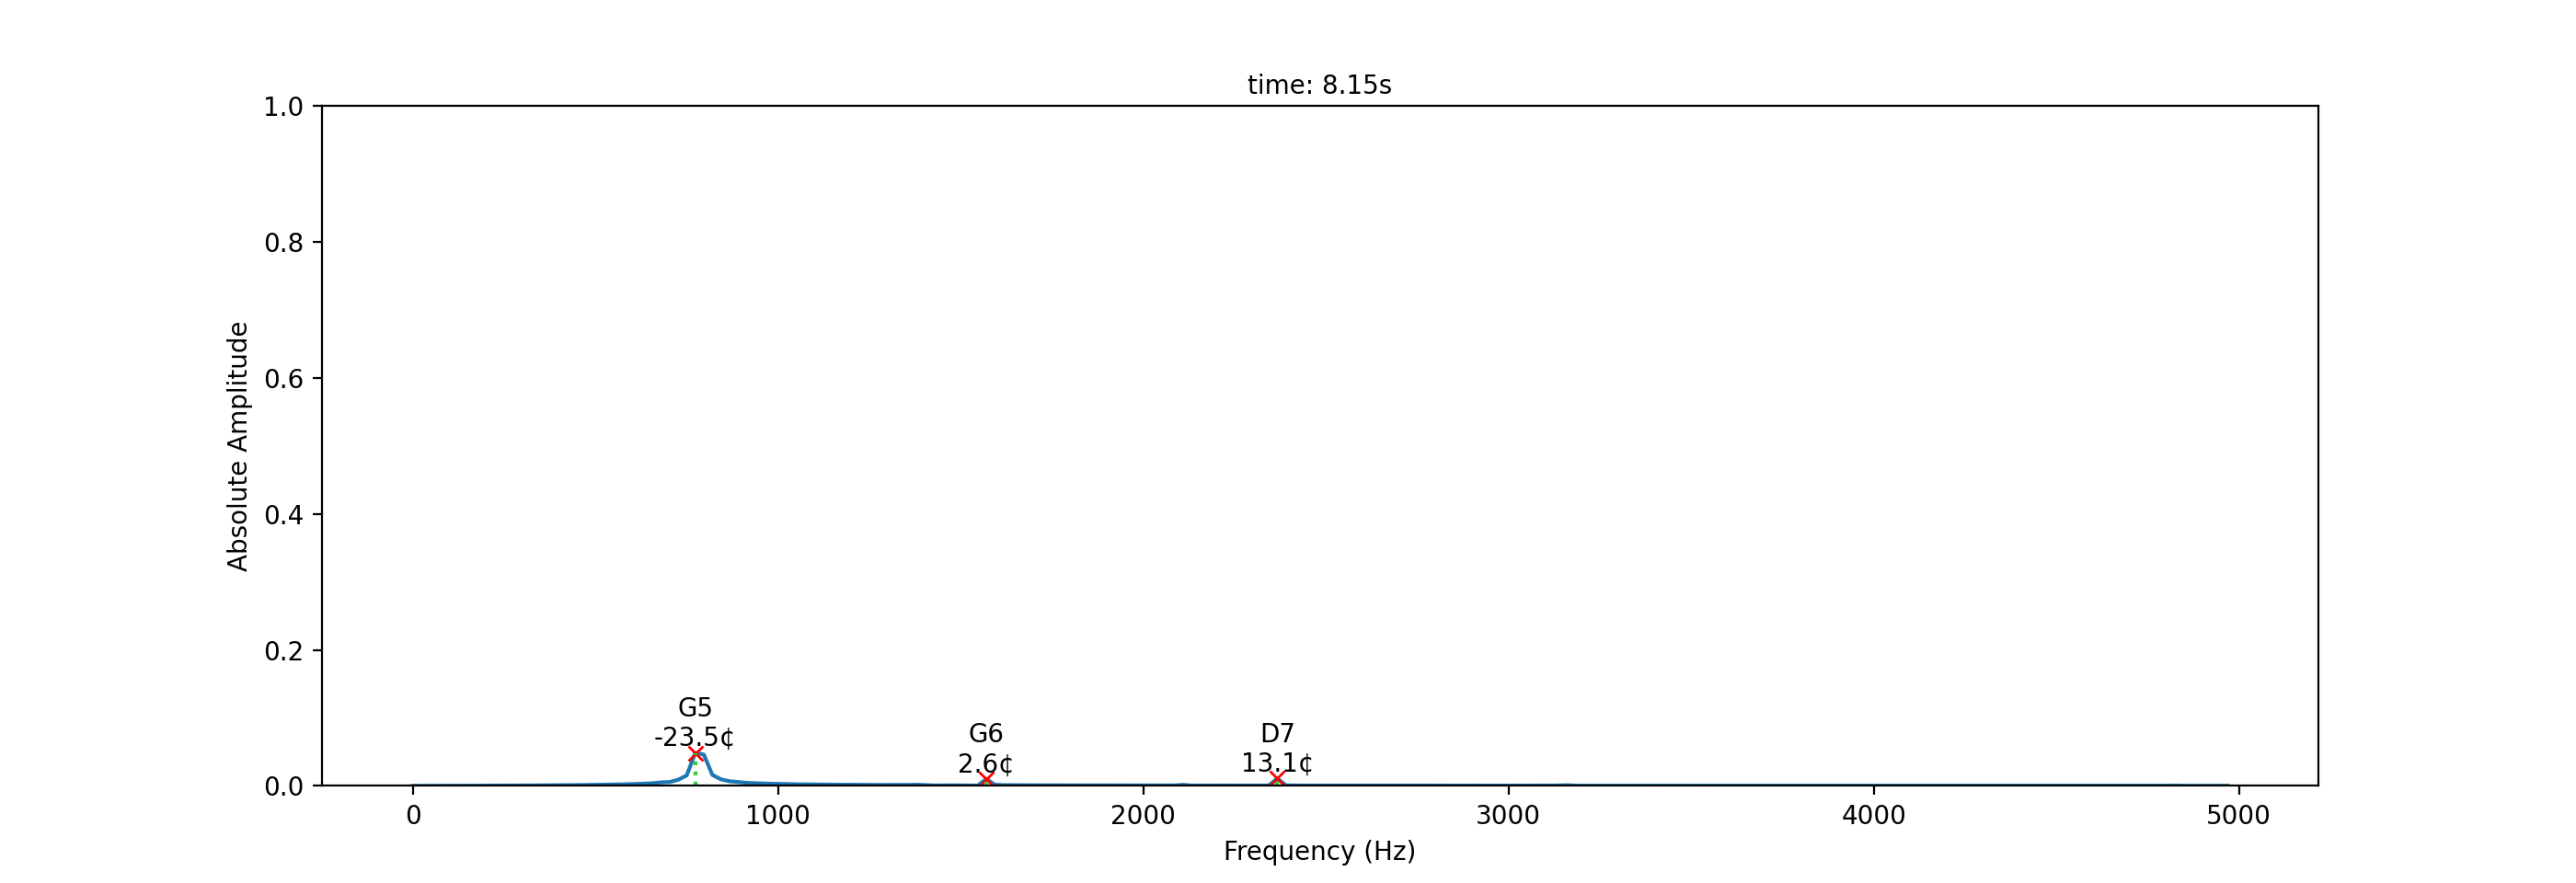 time: 8.15s
1.0
0.8
0.6
0.4
0.2
0.0
Absolute Amplitude
G5
-23.5¢
G6
2.6¢
D7
13.1¢
0 1000 2000 3000 4000 5000
Frequency (Hz)